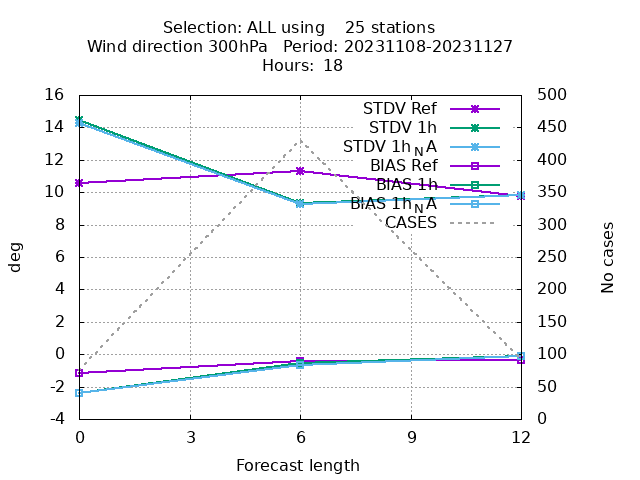 Selection: ALL using 25 stations
Wind direction 300hPa Period: 20231108-20231127
Hours: 18
STDV Ref
STDV 1h
STDV 1h_NA
BIAS Ref
BIAS 1h
BIAS 1h_NA
CASES
16
14
12
10
8
6
4
2
0
-2
-4
deg
500
450
400
350
300
250
200
150
100
50
0
No cases
0 3 6 9 12
Forecast length